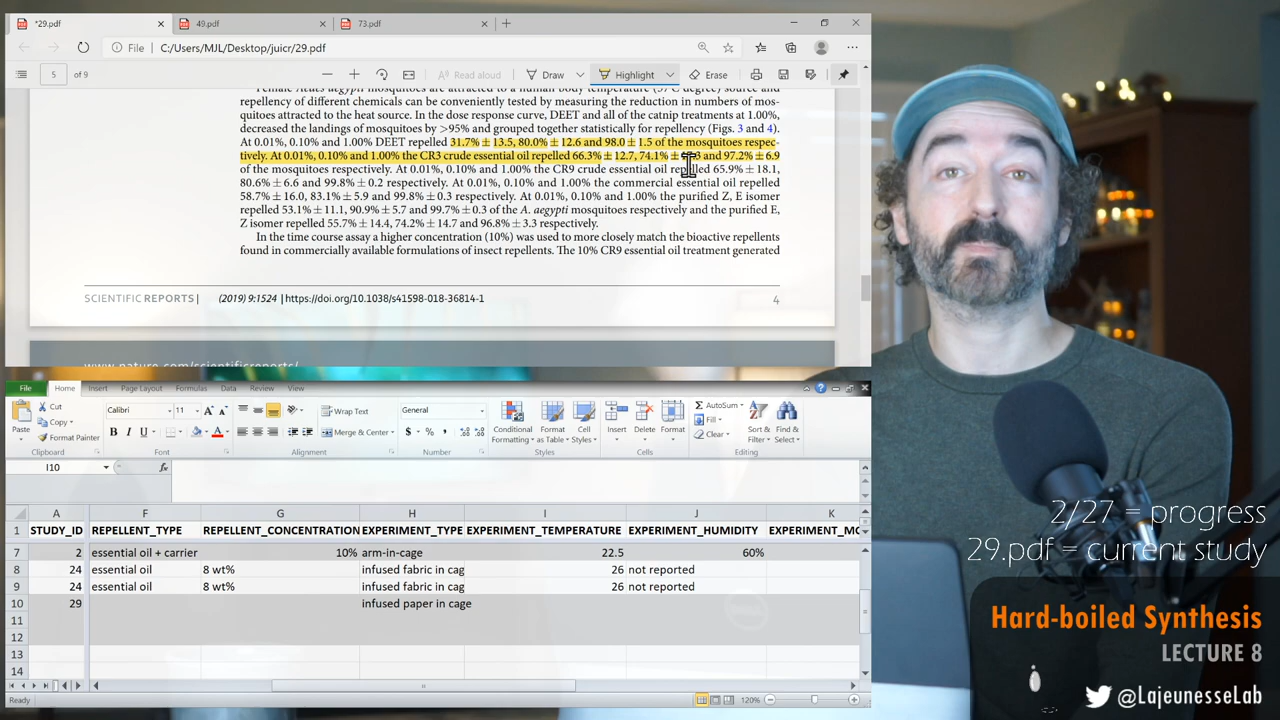 *29.pdf
49.pdf
73.pdf
File C:/Users/MJL/Desktop/juicr/29.pdf
5 of 9
Read aloud
Draw
Highlight
Erase
repellency of different chemicals can be conveniently tested by measuring the reduction in numbers of mos-
quitoes attracted to the heat source. In the dose response curve, DEET and all of the catnip treatments at 1.00%,
decreased the landings of mosquitoes by >95% and grouped together statistically for repellency (Figs. 3 and 4).
At 0.01%, 0.10% and 1.00% DEET repelled 31.7% ± 13.5, 80.0% ± 12.6 and 98.0 ± 1.5 of the mosquitoes respec-
tively. At 0.01%, 0.10% and 1.00% the CR3 crude essential oil repelled 66.3% ± 12.7, 74.1% ± and 97.2% ± 6.9
of the mosquitoes respectively. At 0.01%, 0.10% and 1.00% the CR9 crude essential oil repelled 65.9% ± 18.1,
80.6% ± 6.6 and 99.8% ± 0.2 respectively. At 0.01%, 0.10% and 1.00% the commercial essential oil repelled
58.7% ± 16.0, 83.1% ± 5.9 and 99.8% ± 0.3 respectively. At 0.01%, 0.10% and 1.00% the purified Z, E isomer
repelled 53.1% ± 11.1, 90.9% ± 5.7 and 99.7% ± 0.3 of the A. aegypti mosquitoes respectively and the purified E,
Z isomer repelled 55.7% ± 14.4, 74.2% ± 14.7 and 96.8% ± 3.3 respectively.
In the time course assay a higher concentration (10%) was used to more closely match the bioactive repellents
found in commercially available formulations of insect repellents. The 10% CR9 essential oil treatment generated
SCIENTIFIC REPORTS | (2019) 9:1524 | https://doi.org/10.1038/s41598-018-36814-1 4
www.nature.com/scientificreports/
File Home Insert Page Layout Formulas Data Review View
Paste
Cut
Copy
Format Painter
Clipboard
Calibri 11
B I U
Font
Wrap Text
Merge & Center
Alignment
General
$ % ,
Number
Conditional Formatting
Format as Table
Cell Styles
Styles
Insert Delete Format
Cells
AutoSum
Fill
Clear
Sort & Filter
Find & Select
Editing
I10 fx
A F G H I J K
1 STUDY_ID REPELLENT_TYPE REPELLENT_CONCENTRATION EXPERIMENT_TYPE EXPERIMENT_TEMPERATURE EXPERIMENT_HUMIDITY EXPERIMENT_MO
7 2 essential oil + carrier 10% arm-in-cage 22.5 60%
8 24 essential oil 8 wt% infused fabric in cag 26 not reported
9 24 essential oil 8 wt% infused fabric in cag 26 not reported
10 29 infused paper in cage
11
12
13
14
Ready 120%
2/27 = progress
29.pdf = current study
Hard-boiled Synthesis
LECTURE 8
@LajeunesseLab